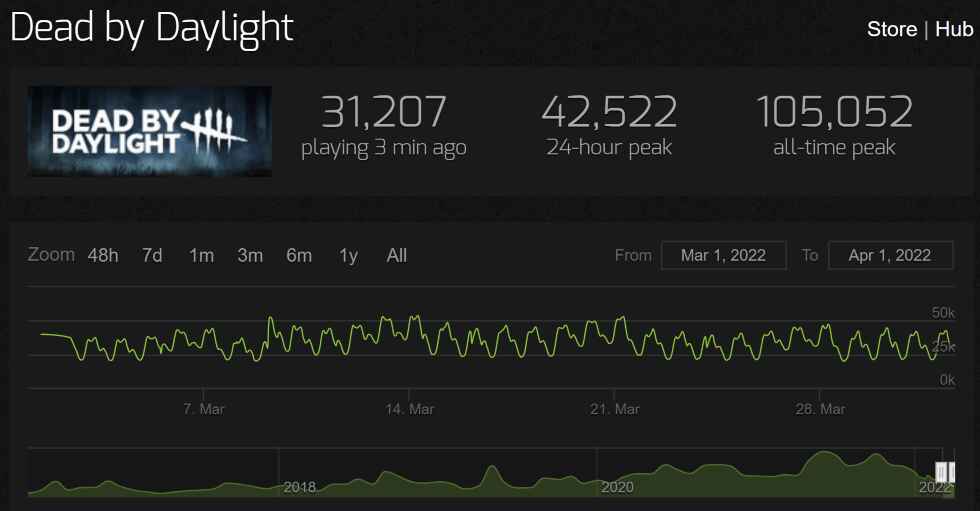 Dead by Daylight
Store | Hub
DEAD BY
DAYLIGHT
31,207
playing 3 min ago
42,522
24-hour peak
105,052
all-time peak
Zoom 48h 7d 1m 3m 6m 1y All
From Mar 1, 2022 To Apr 1, 2022
50k
25k
0k
7. Mar 14. Mar 21. Mar 28. Mar
2018 2020 2022